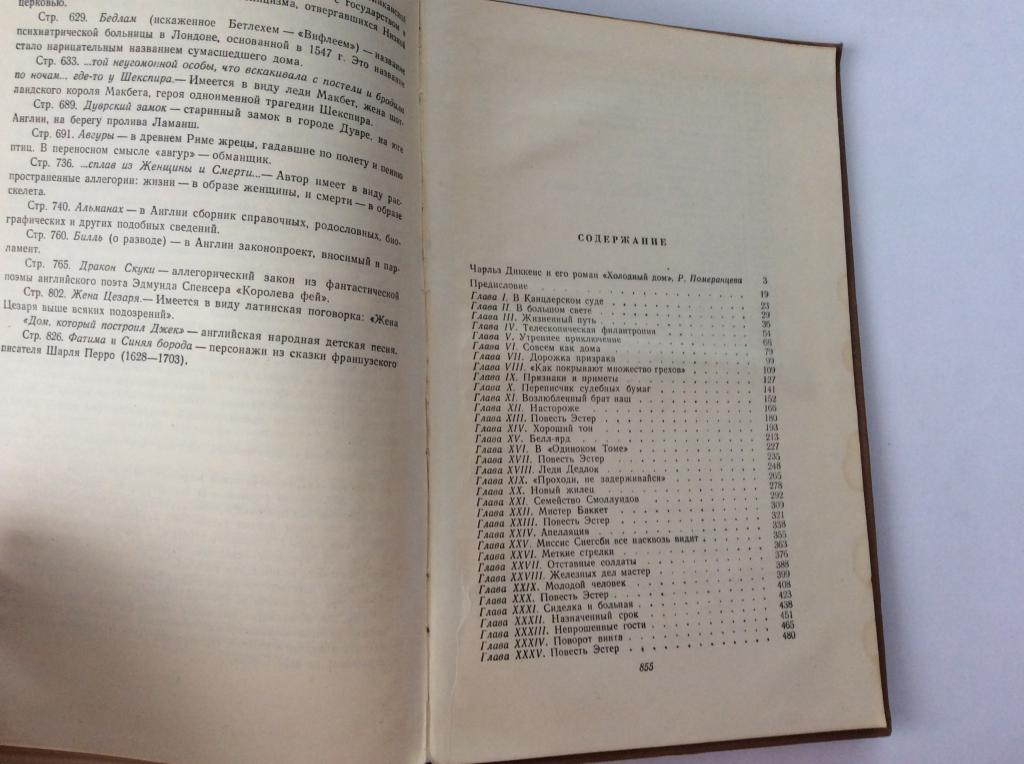 церковью.
отвергавшихся Низкой
Стр. 629. Бедлам (искаженное Бетлехем — «Вифлеем») — название
психиатрической больницы в Лондоне, основанной в 1547 г. Это название
стало нарицательным названием сумасшедшего дома.
Стр. 633. ...той неугомонной особы, что вскакивала с постели и бродила
по ночам... где-то у Шекспира. — Имеется в виду леди Макбет, жена шот-
ландского короля Макбета, героя одноименной трагедии Шекспира.
Стр. 689. Дуврский замок — старинный замок в городе Дувре, на юге
Англии, на берегу пролива Ламанш.
Стр. 691. Авгуры — в древнем Риме жрецы, гадавшие по полету и пению
птиц. В переносном смысле «авгур» — обманщик.
Стр. 736. ...сплав из Женщины и Смерти... — Автор имеет в виду рас-
пространенные аллегории: жизни — в образе женщины, и смерти — в образе
скелета.
Стр. 740. Альманах — в Англии сборник справочных, родословных, био-
графических и других подобных сведений.
Стр. 760. Билль (о разводе) — в Англии законопроект, вносимый в пар-
ламент.
Стр. 765. Дракон Скуки — аллегорический закон из фантастической
поэмы английского поэта Эдмунда Спенсера «Королева фей».
Стр. 802. Жена Цезаря. — Имеется в виду латинская поговорка: «Жена
Цезаря выше всяких подозрений».
«Дом, который построил Джек» — английская народная детская песня.
Стр. 826. Фатима и Синяя борода — персонажи из сказки французского
писателя Шарля Перро (1628—1703).
СОДЕРЖАНИЕ
Чарльз Диккенс и его роман «Холодный дом». Р. Померанцева 3
Предисловие 19
Глава I. В Канцлерском суде 23
Глава II. В большом свете 29
Глава III. Жизненный путь 36
Глава IV. Телескопическая филантропия 54
Глава V. Утреннее приключение 66
Глава VI. Совсем как дома 79
Глава VII. Дорожка призрака 99
Глава VIII. «Как покрывают множество грехов» 109
Глава IX. Признаки и приметы 127
Глава X. Переписчик судебных бумаг 141
Глава XI. Возлюбленный брат наш 152
Глава XII. Настороже 166
Глава XIII. Повесть Эстер 180
Глава XIV. Хороший тон 193
Глава XV. Белл-ярд 213
Глава XVI. В «Одиноком Томе» 227
Глава XVII. Повесть Эстер 235
Глава XVIII. Леди Дедлок 248
Глава XIX. «Проходи, не задерживайся» 265
Глава XX. Новый жилец 278
Глава XXI. Семейство Смоллуидов 292
Глава XXII. Мистер Баккет 309
Глава XXIII. Повесть Эстер 321
Глава XXIV. Апелляция 338
Глава XXV. Миссис Снегсби все насквозь видит 355
Глава XXVI. Меткие стрелки 363
Глава XXVII. Отставные солдаты 376
Глава XXVIII. Железных дел мастер 388
Глава XXIX. Молодой человек 399
Глава XXX. Повесть Эстер 408
Глава XXXI. Сиделка и больная 423
Глава XXXII. Назначенный срок 438
Глава XXXIII. Непрошенные гости 451
Глава XXXIV. Поворот винта 465
Глава XXXV. Повесть Эстер 480
855